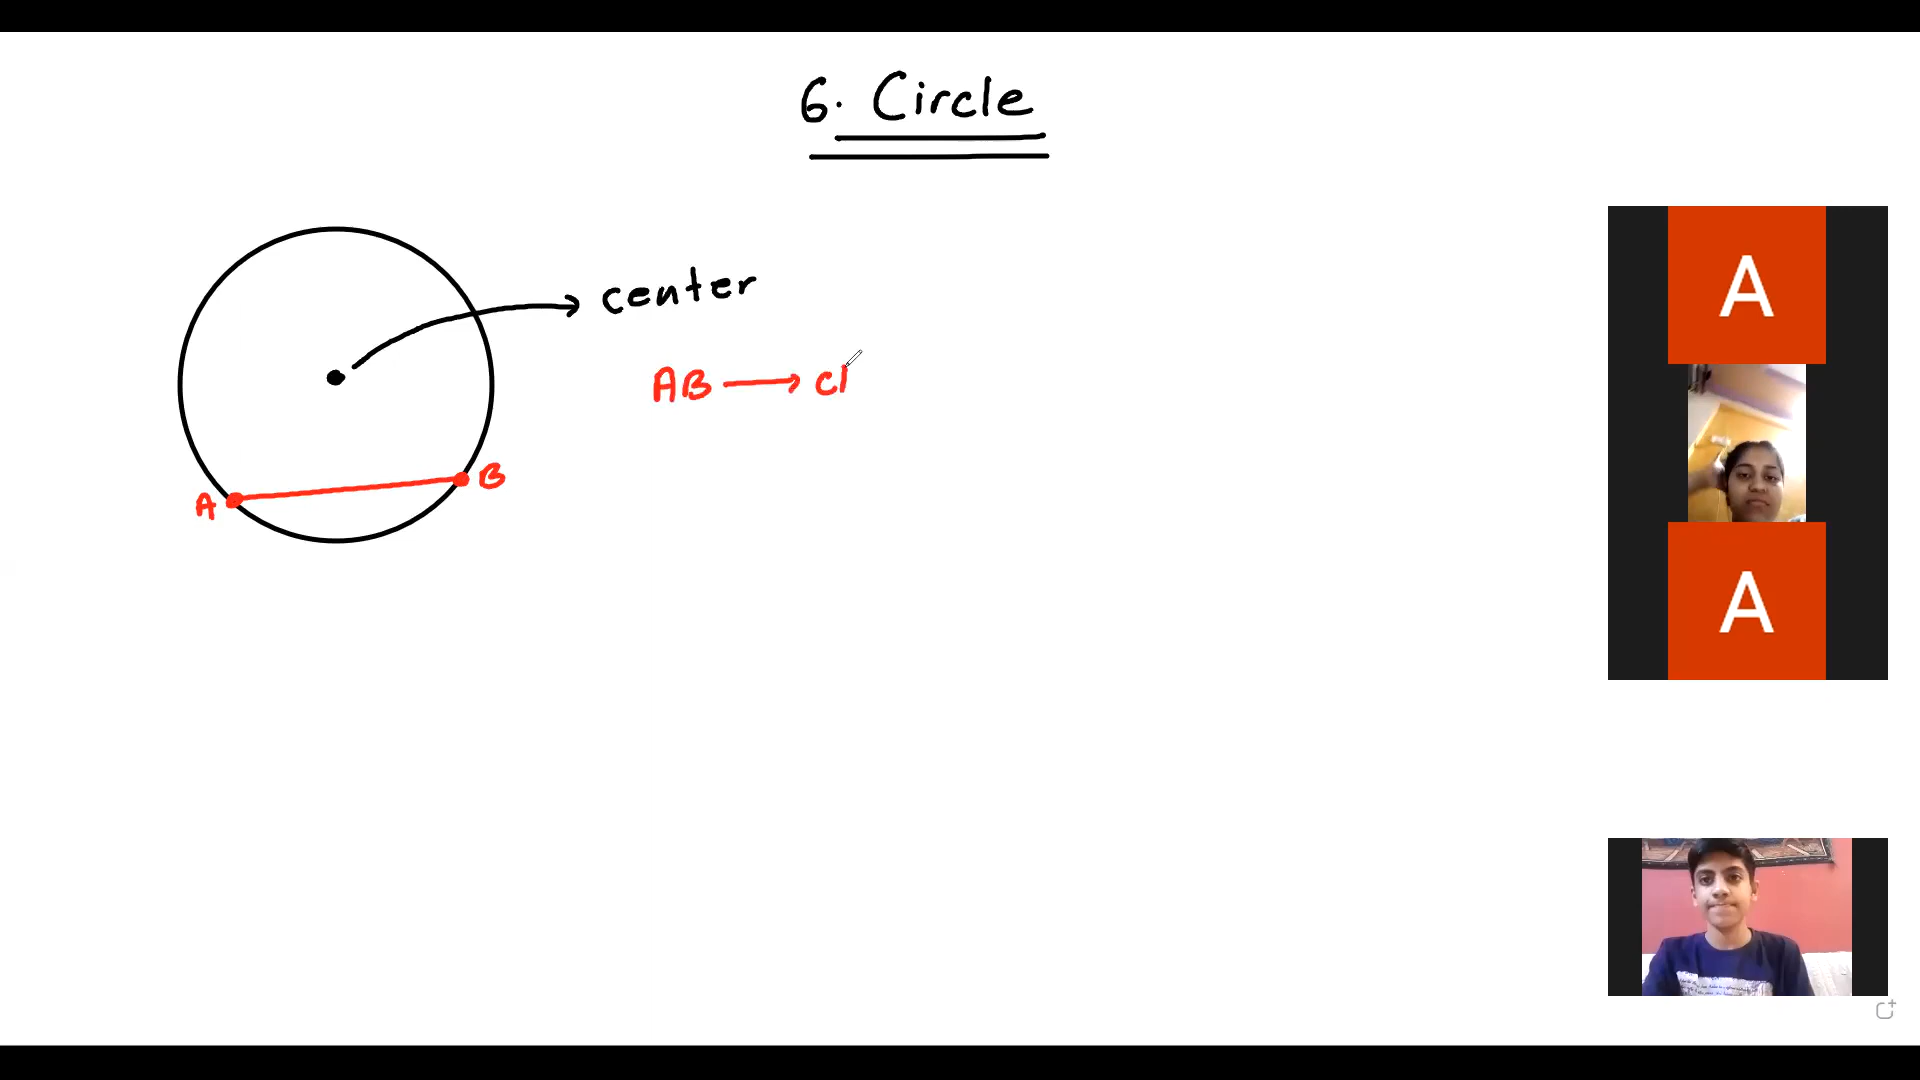 6. Circle
center
AB → cl
A
B
A
A